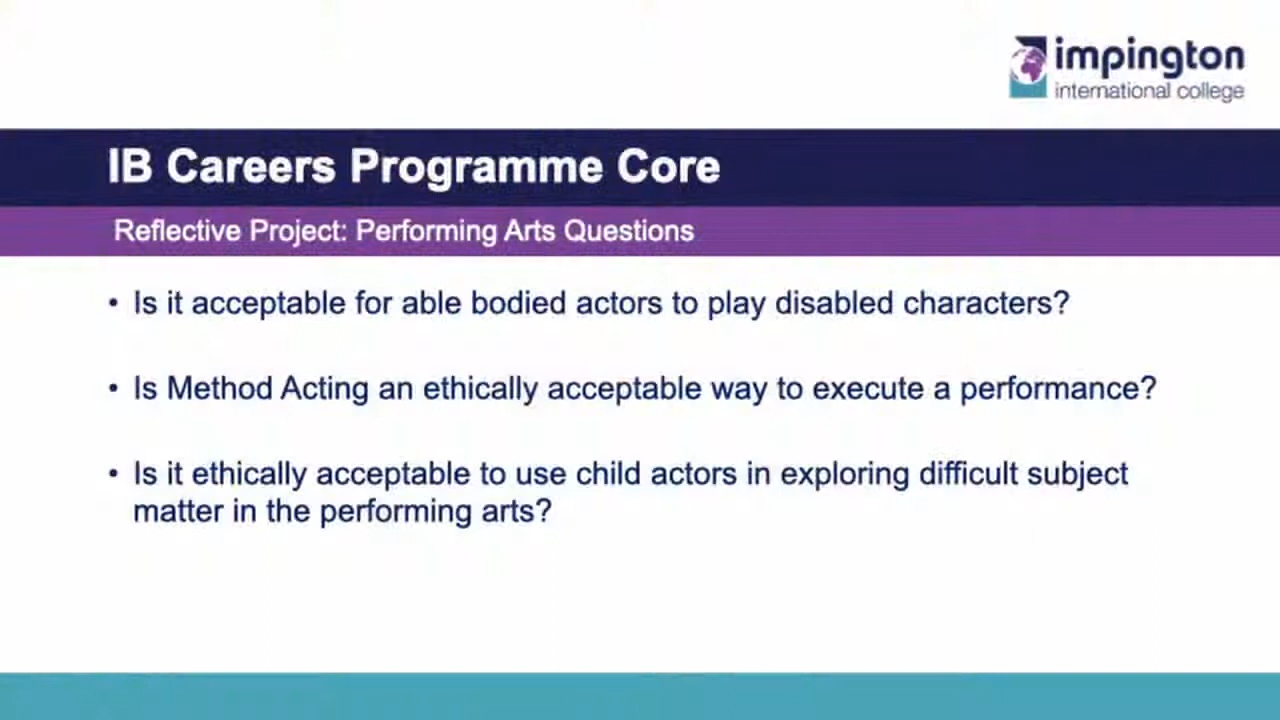 impington
international college
IB Careers Programme Core
Reflective Project: Performing Arts Questions
• Is it acceptable for able bodied actors to play disabled characters?
• Is Method Acting an ethically acceptable way to execute a performance?
• Is it ethically acceptable to use child actors in exploring difficult subject
matter in the performing arts?